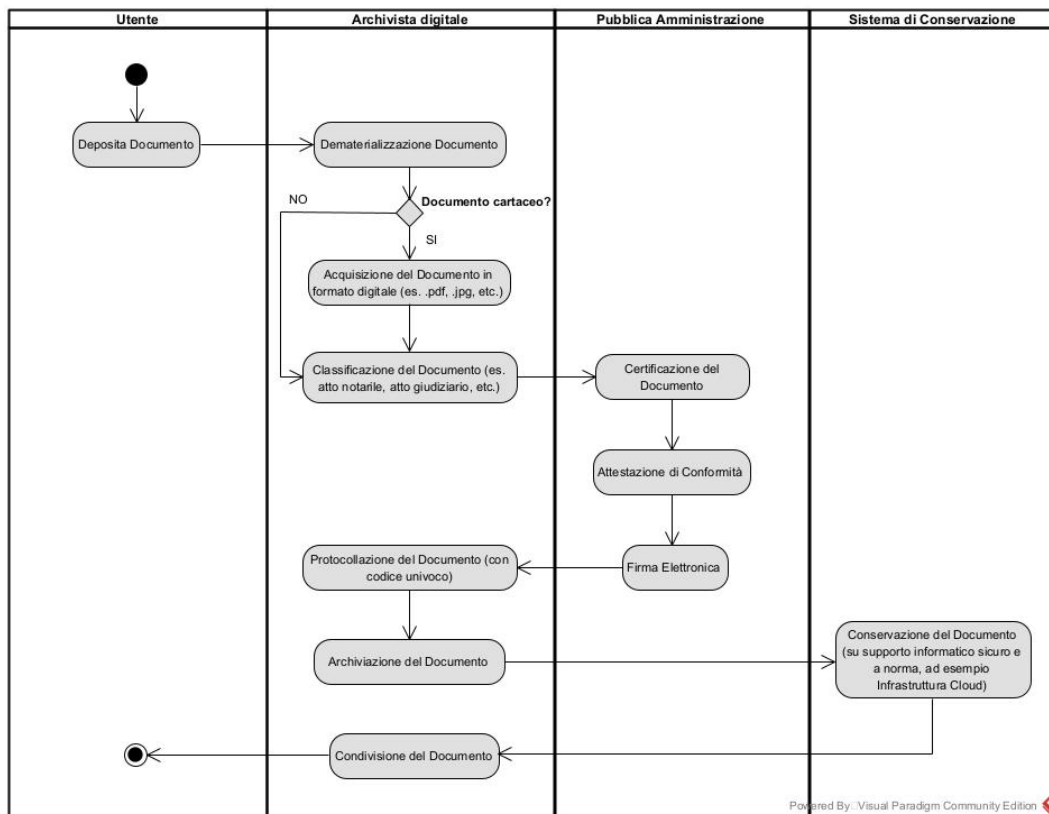 Utente
Archivista digitale
Pubblica Amministrazione
Sistema di Conservazione
Deposita Documento
Dematerializzazione Documento
Documento cartaceo?
NO
SI
Acquisizione del Documento in
formato digitale (es. .pdf, .jpg, etc.)
Classificazione del Documento (es.
atto notarile, atto giudiziario, etc.)
Certificazione del
Documento
Attestazione di Conformità
Firma Elettronica
Protocollazione del Documento (con
codice univoco)
Archiviazione del Documento
Conservazione del Documento
(su supporto informatico sicuro e
a norma, ad esempio
Infrastruttura Cloud)
Condivisione del Documento
Powered By Visual Paradigm Community Edition